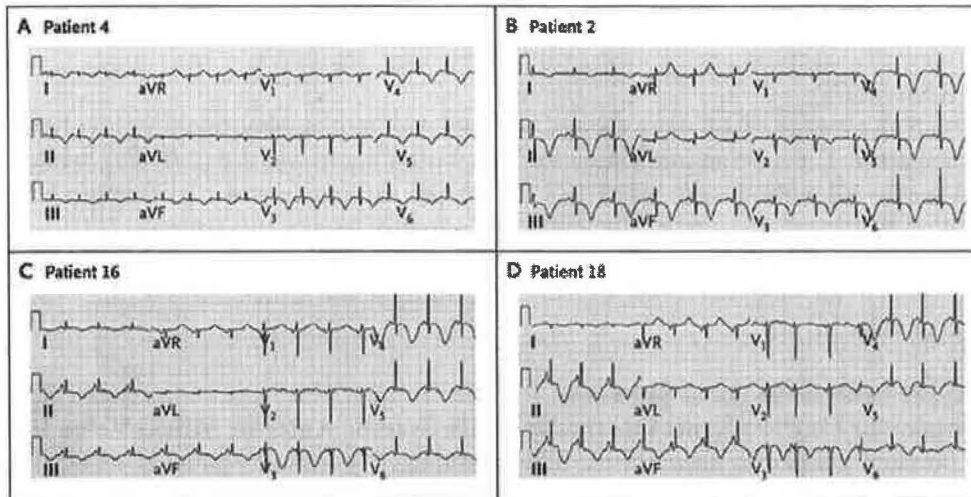 A Patient 4
I aVR V1 V4
II aVL V2 V5
III aVF V3 V6
B Patient 2
I aVR V1 V4
II aVL V2 V5
III aVF V3 V6
C Patient 16
I aVR V1 V4
II aVL V2 V5
III aVF V3 V6
D Patient 18
I aVR V1 V4
II aVL V2 V5
III aVF V3 V6